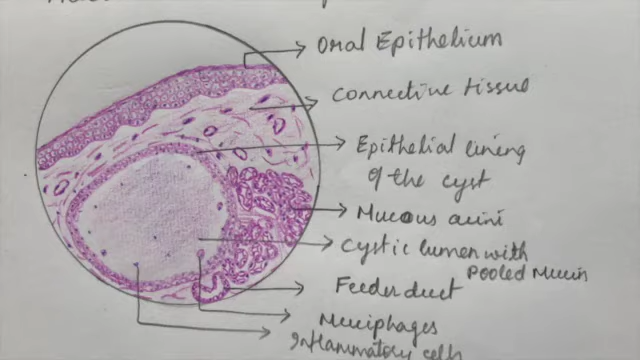 Oral Epithelium
Connective tissue
Epithelial lining
of the cyst
Mucous acini
Cystic lumen with
Pooled Mucin
Feeder duct
Muciphages
Inflammatory cells